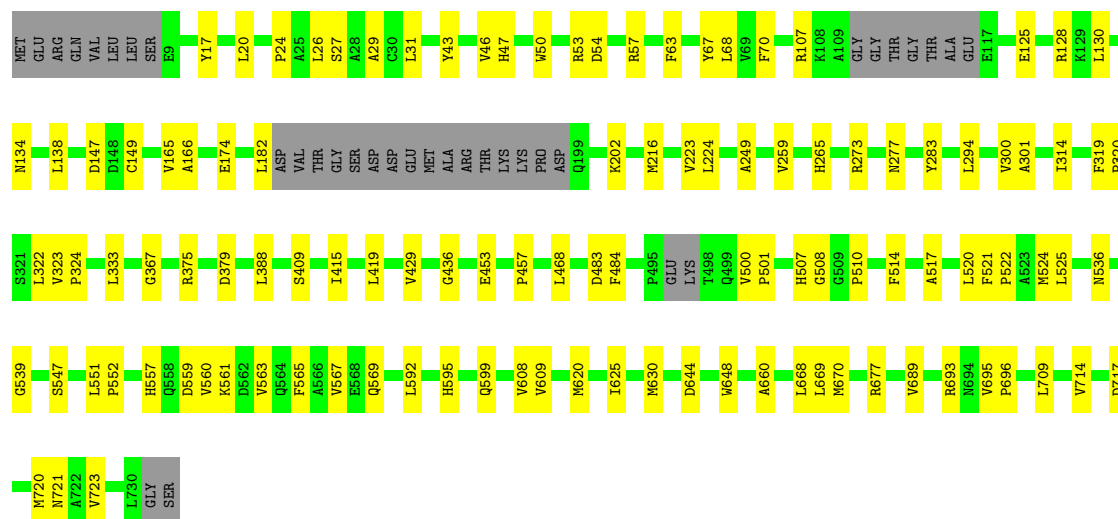 MET GLU ARG GLN VAL LEU LEU SER E9 Y17 L20 P24 A25 L26 S27 A28 A29 C30 L31 Y43 V46 H47 W50 R53 D54 R57 F63 Y67 L68 V69 F70 R107 K108 A109 GLY GLY THR GLY THR ALA GLU E117 E125 R128 K129 L130
N134 L138 D147 D148 C149 V165 A166 E174 L182 ASP VAL THR GLY SER ASP ASP GLU MET ALA ARG THR LYS LYS PRO ASP Q199 K202 M216 V223 L224 A249 V259 H265 R273 N277 Y283 L294 V300 A301 I314 F319
S321 L322 V323 P324 L333 G367 R375 D379 L388 S409 I415 L419 V429 G436 E453 P457 L468 D483 F484 P495 GLU LYS T498 Q499 V500 P501 H507 G508 G509 P510 F514 A517 L520 F521 P522 A523 M524 L525 N536
G539 S547 L551 P552 H557 Q558 D559 V560 K561 D562 V563 Q564 F565 A566 V567 E568 Q569 L592 H595 Q599 V608 V609 M620 I625 M630 D644 W648 A660 L668 L669 M670 R677 V689 R693 N694 V695 P696 L709 V714
M720 N721 A722 V723 L730 GLY SER